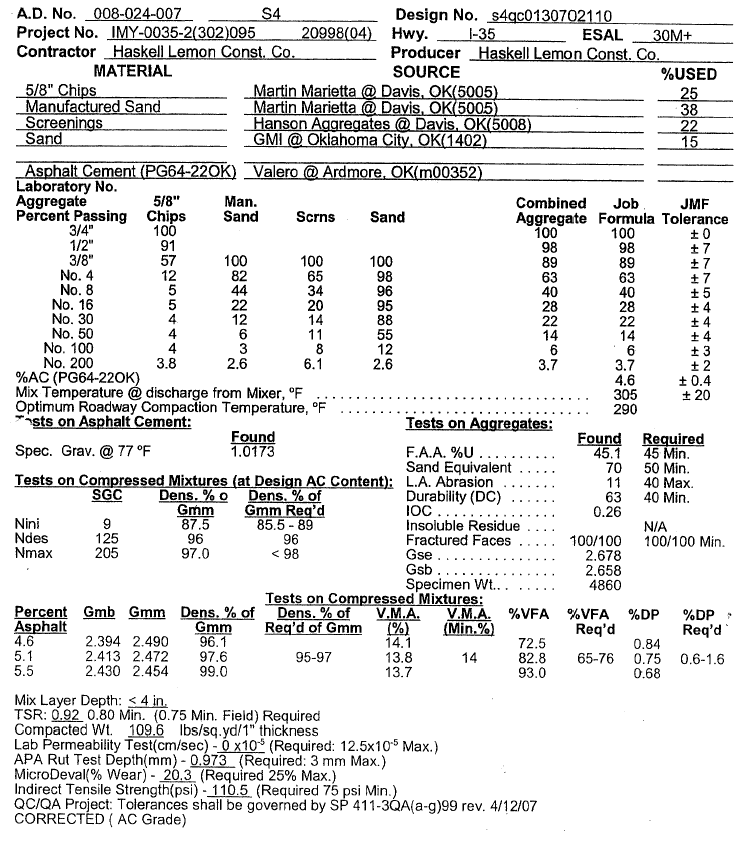 A.D. No. 008-024-007 S4 Design No. s4qc0130702110
Project No. IMY-0035-2(302)095 20998(04) Hwy. I-35 ESAL 30M+
Contractor Haskell Lemon Const. Co. Producer Haskell Lemon Const. Co.
MATERIAL SOURCE %USED
5/8" Chips Martin Marietta @ Davis, OK(5005) 25
Manufactured Sand Martin Marietta @ Davis, OK(5005) 38
Screenings Hanson Aggregates @ Davis, OK(5008) 22
Sand GMI @ Oklahoma City, OK(1402) 15
Asphalt Cement (PG64-22OK) Valero @ Ardmore, OK(m00352)
Laboratory No.
Aggregate 5/8" Man. Combined Job JMF
Percent Passing Chips Sand Scrns Sand Aggregate Formula Tolerance
3/4" 100 100 100 ± 0
1/2" 91 98 98 ± 7
3/8" 57 100 100 100 89 89 ± 7
No. 4 12 82 65 98 63 63 ± 7
No. 8 5 44 34 96 40 40 ± 5
No. 16 5 22 20 95 28 28 ± 4
No. 30 4 12 14 88 22 22 ± 4
No. 50 4 6 11 55 14 14 ± 4
No. 100 4 3 8 12 6 6 ± 3
No. 200 3.8 2.6 6.1 2.6 3.7 3.7 ± 2
%AC (PG64-22OK) 4.6 ± 0.4
Mix Temperature @ discharge from Mixer, ºF 305 ± 20
Optimum Roadway Compaction Temperature, ºF 290
Tests on Asphalt Cement: Tests on Aggregates:
Found Found Required
Spec. Grav. @ 77 ºF 1.0173 F.A.A. %U 45.1 45 Min.
Sand Equivalent 70 50 Min.
Tests on Compressed Mixtures (at Design AC Content): L.A. Abrasion 11 40 Max.
SGC Dens. % o Dens. % of Durability (DC) 63 40 Min.
Gmm Gmm Req'd IOC 0.26
Nini 9 87.5 85.5 - 89 Insoluble Residue N/A
Ndes 125 96 96 Fractured Faces 100/100 100/100 Min.
Nmax 205 97.0 < 98 Gse 2.678
Gsb 2.658
Specimen Wt.. 4860
Tests on Compressed Mixtures:
Percent Gmb Gmm Dens. % of Dens. % of V.M.A. V.M.A. %VFA %VFA %DP %DP
Asphalt Gmm Req'd of Gmm (%) (Min.%) Req'd Req'd
4.6 2.394 2.490 96.1 14.1 72.5 0.84
5.1 2.413 2.472 97.6 95-97 13.8 14 82.8 65-76 0.75 0.6-1.6
5.5 2.430 2.454 99.0 13.7 93.0 0.68
Mix Layer Depth: < 4 in.
TSR: 0.92 0.80 Min. (0.75 Min. Field) Required
Compacted Wt. 109.6 lbs/sq.yd/1" thickness
Lab Permeability Test(cm/sec) - 0 x10⁻⁵ (Required: 12.5x10⁻⁵ Max.)
APA Rut Test Depth(mm) - 0.973 (Required: 3 mm Max.)
MicroDeval(% Wear) - 20.3 (Required 25% Max.)
Indirect Tensile Strength(psi) - 110.5 (Required 75 psi Min.)
QC/QA Project: Tolerances shall be governed by SP 411-3QA(a-g)99 rev. 4/12/07
CORRECTED ( AC Grade)